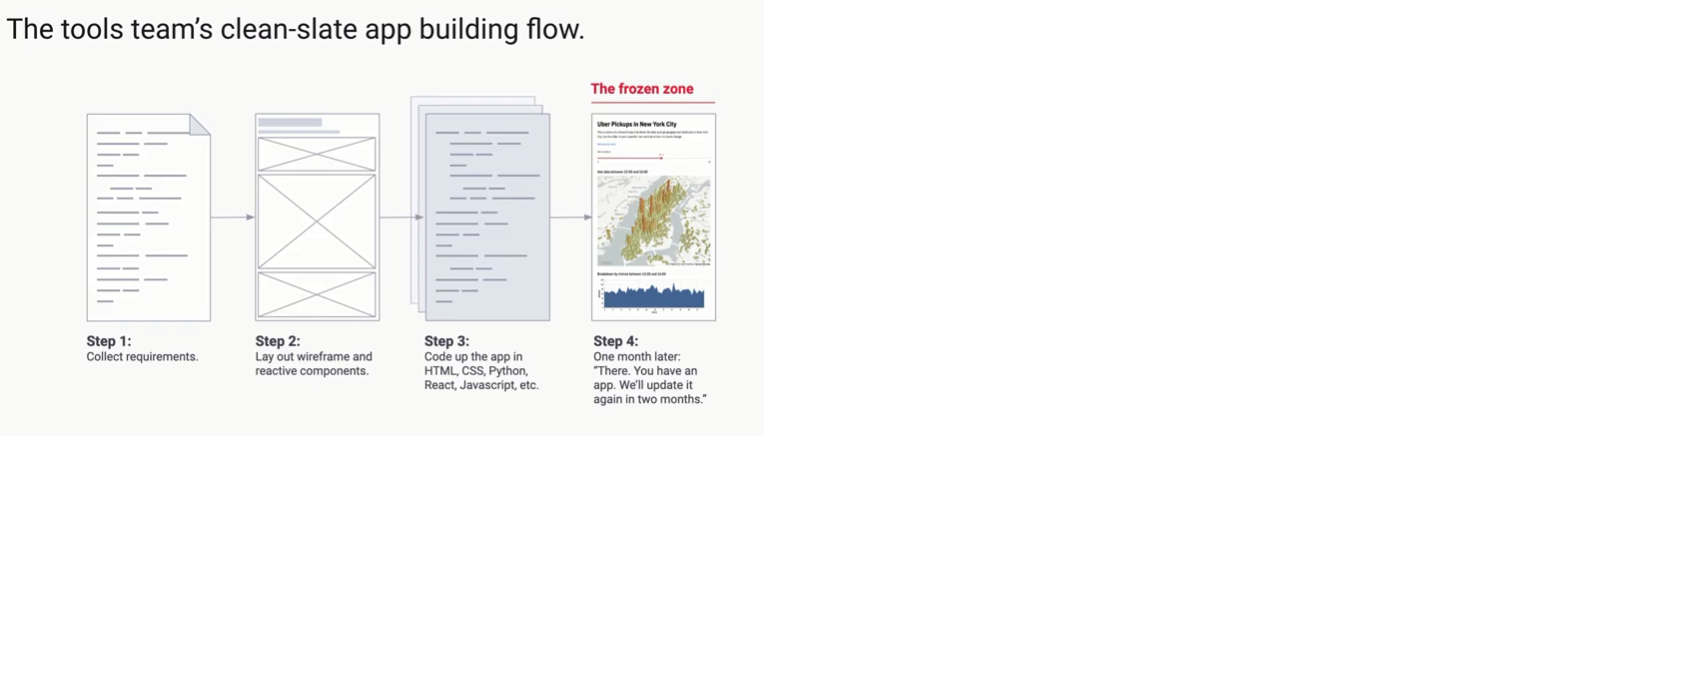 The tools team’s clean-slate app building flow.
The frozen zone
Uber Pickups in New York City
Step 1:
Collect requirements.
Step 2:
Lay out wireframe and
reactive components.
Step 3:
Code up the app in
HTML, CSS, Python,
React, Javascript, etc.
Step 4:
One month later:
“There. You have an
app. We’ll update it
again in two months.”